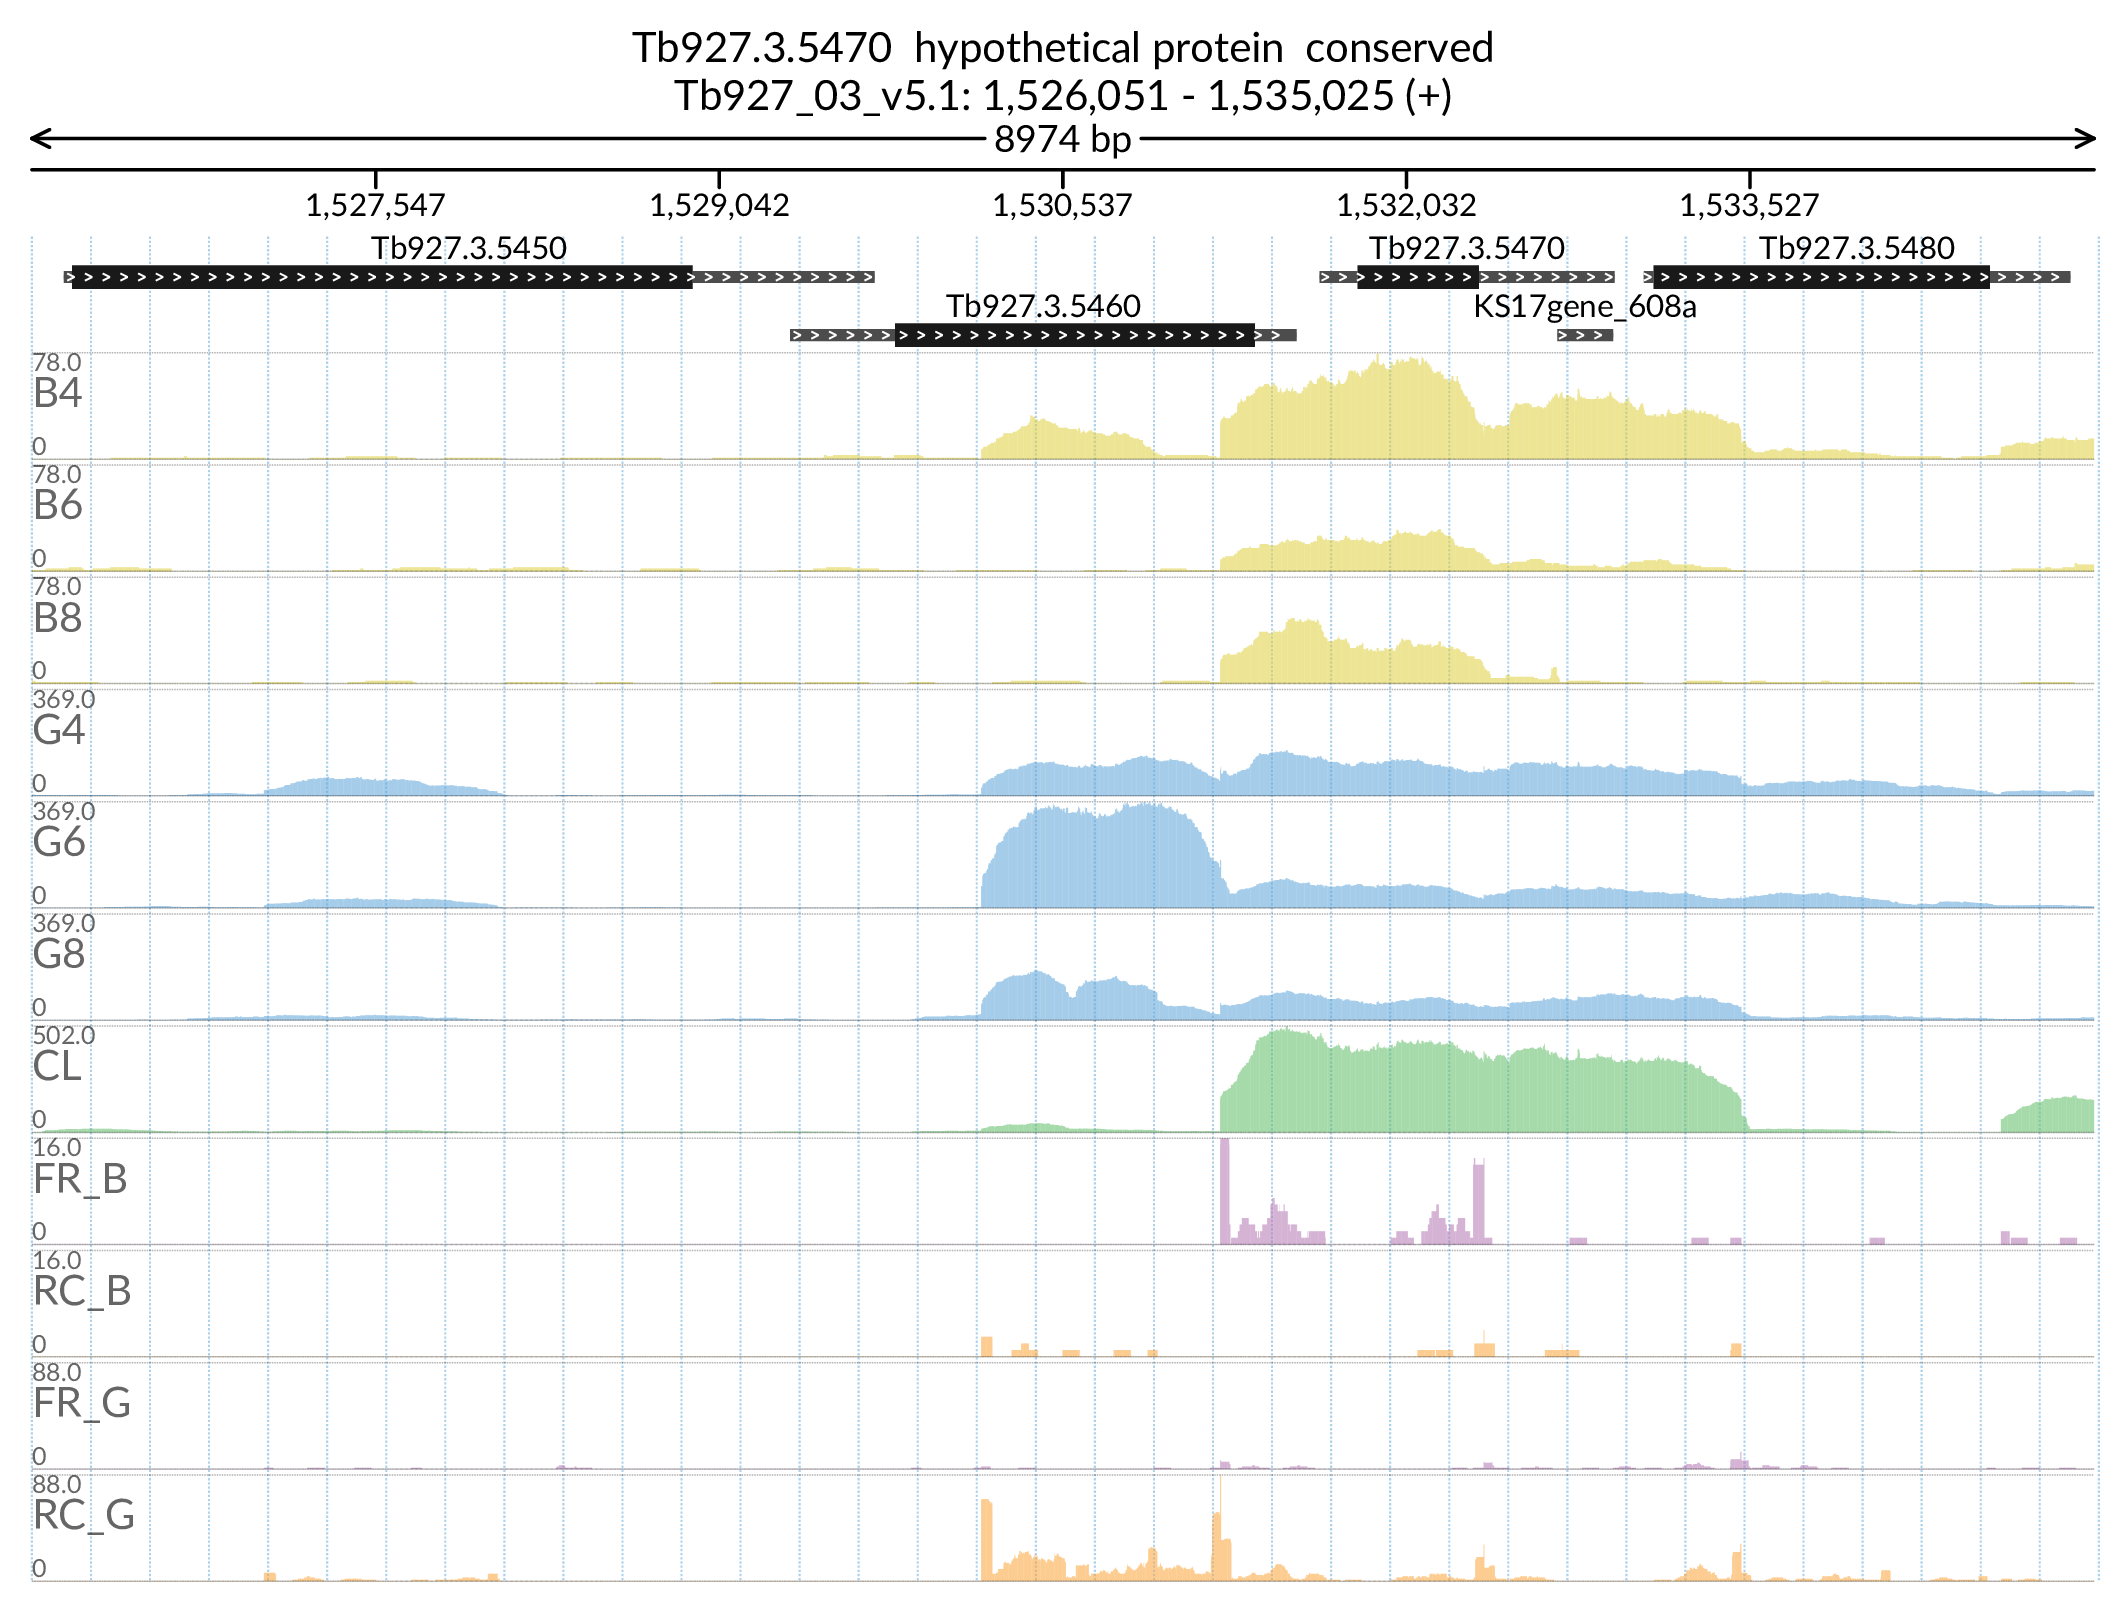 Tb927.3.5470  hypothetical protein  conserved
Tb927_03_v5.1: 1,526,051 - 1,535,025 (+)
8974 bp
1,527,547 1,529,042 1,530,537 1,532,032 1,533,527
Tb927.3.5450 Tb927.3.5470 Tb927.3.5480
Tb927.3.5460 KS17gene_608a
78.0
B4
0
78.0
B6
0
78.0
B8
0
369.0
G4
0
369.0
G6
0
369.0
G8
0
502.0
CL
0
16.0
FR_B
0
16.0
RC_B
0
88.0
FR_G
0
88.0
RC_G
0